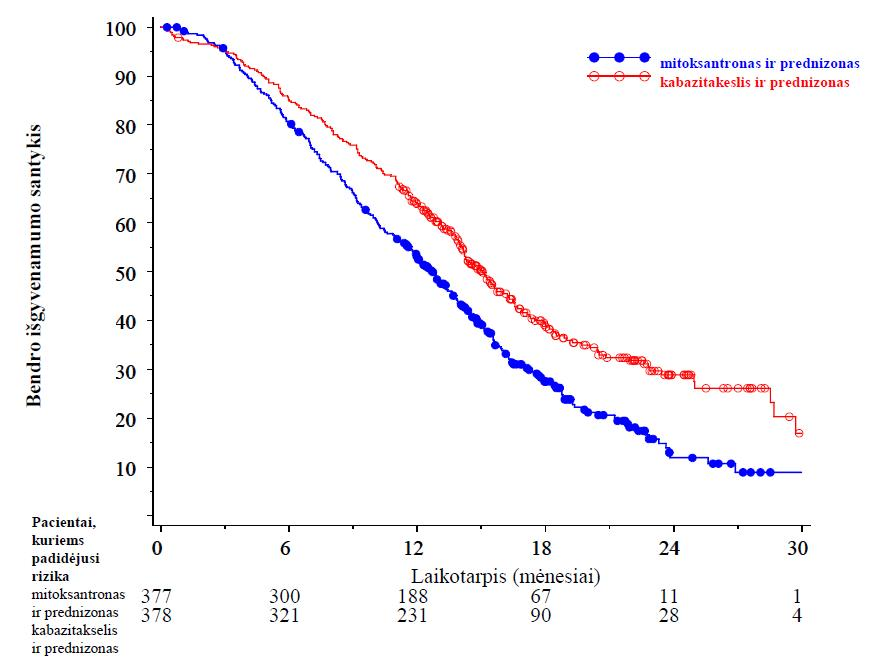 100
90
80
70
60
50
40
30
20
10
Bendro išgyvenamumo santykis
mitoksantronas ir prednizonas
kabazitakeslis ir prednizonas
0 6 12 18 24 30
Laikotarpis (mėnesiai)
Pacientai,
kuriems
padidėjusi
rizika
mitoksantronas 377 300 188 67 11 1
ir prednizonas 378 321 231 90 28 4
kabazitakselis
ir prednizonas